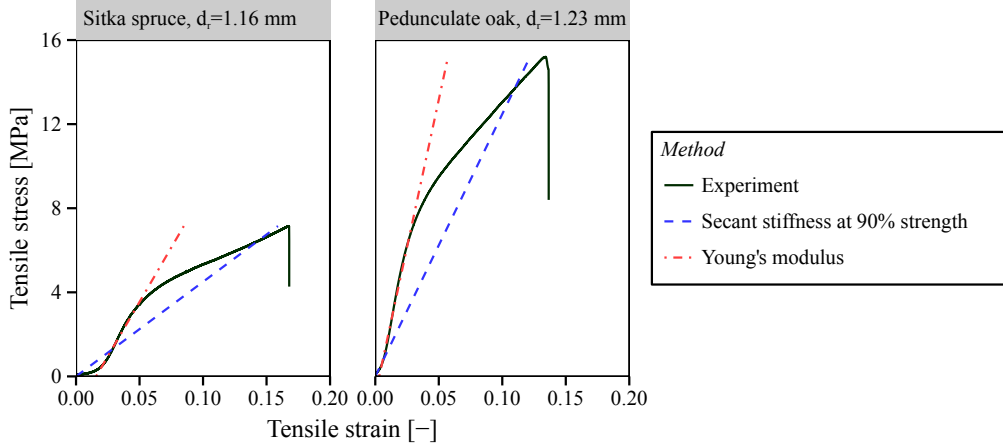 Sitka spruce, dᵣ=1.16 mm
Pedunculate oak, dᵣ=1.23 mm
Tensile stress [MPa]
16
12
8
4
0
0.00 0.05 0.10 0.15 0.20
0.00 0.05 0.10 0.15 0.20
Tensile strain [−]
Method
Experiment
Secant stiffness at 90% strength
Young's modulus